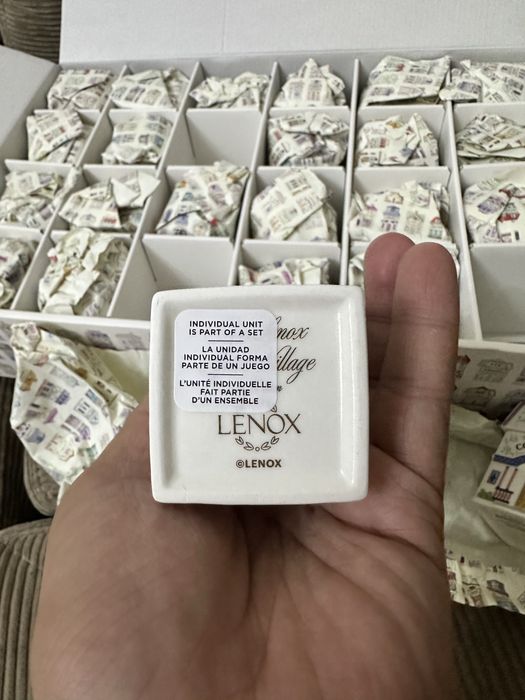 INDIVIDUAL UNIT
IS PART OF A SET
LA UNIDAD
INDIVIDUAL FORMA
PARTE DE UN JUEGO
L'UNITÉ INDIVIDUELLE
FAIT PARTIE
D'UN ENSEMBLE
LENOX
©LENOX